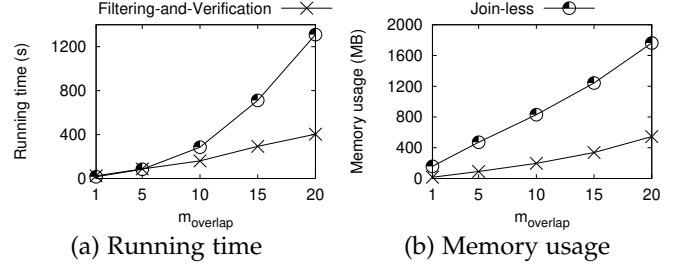 Filtering-and-Verification
Join-less
Running time (s)
1200
800
400
0
1 5 10 15 20
m_overlap
(a) Running time
Memory usage (MB)
2000
1600
1200
800
400
0
1 5 10 15 20
m_overlap
(b) Memory usage